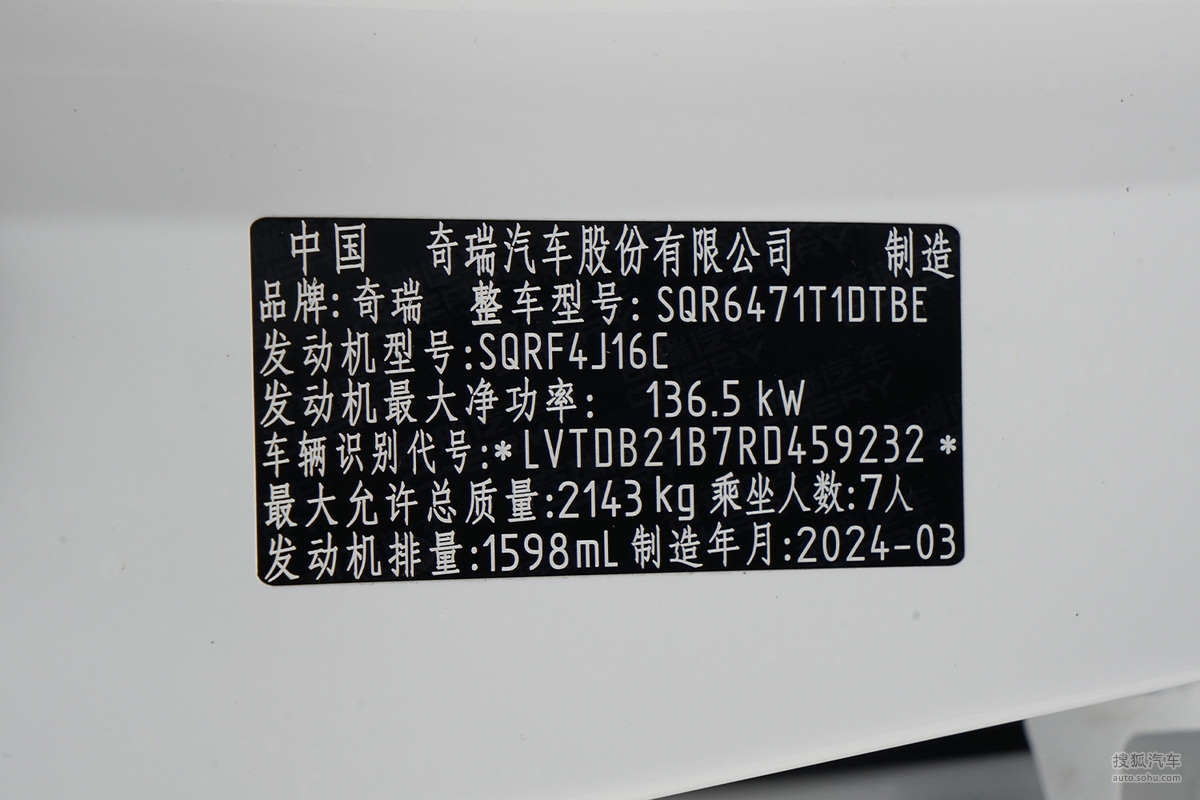 中国 奇瑞汽车股份有限公司 制造
品牌:奇瑞 整车型号:SQR6471T1DTBE
发动机型号:SQRF4J16C
发动机最大净功率: 136.5 kW
车辆识别代号:*LVTDB21B7RD459232*
最大允许总质量:2143 kg 乘坐人数:7人
发动机排量:1598mL 制造年月:2024-03
搜狐汽车
auto.sohu.com